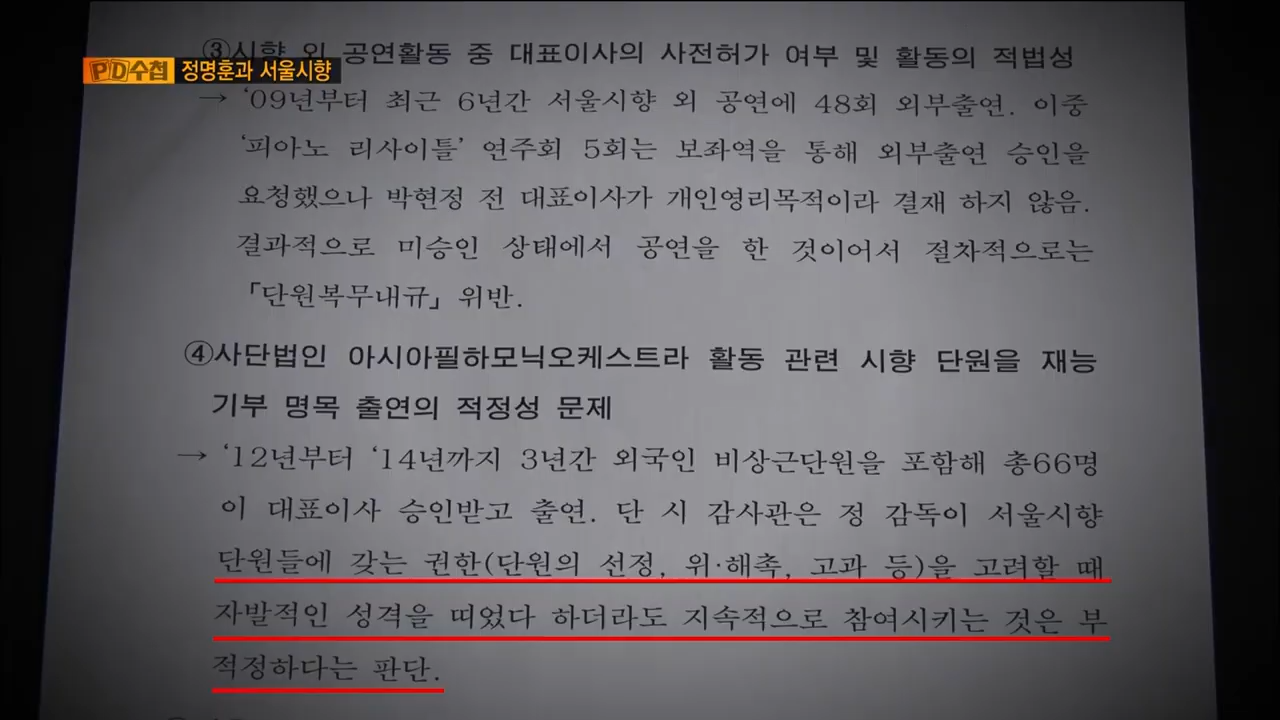 ③시향 외 공연활동 중 대표이사의 사전허가 여부 및 활동의 적법성
PD수첩 정명훈과 서울시향
→ ‘09년부터 최근 6년간 서울시향 외 공연에 48회 외부출연. 이중
‘피아노 리사이틀’ 연주회 5회는 보좌역을 통해 외부출연 승인을
요청했으나 박현정 전 대표이사가 개인영리목적이라 결재 하지 않음.
결과적으로 미승인 상태에서 공연을 한 것이어서 절차적으로는
「단원복무내규」 위반.
④사단법인 아시아필하모닉오케스트라 활동 관련 시향 단원을 재능
기부 명목 출연의 적정성 문제
→ ‘12년부터 ‘14년까지 3년간 외국인 비상근단원을 포함해 총66명
이 대표이사 승인받고 출연. 단 시 감사관은 정 감독이 서울시향
단원들에 갖는 권한(단원의 선정, 위·해촉, 고과 등)을 고려할 때
자발적인 성격을 띠었다 하더라도 지속적으로 참여시키는 것은 부
적정하다는 판단.